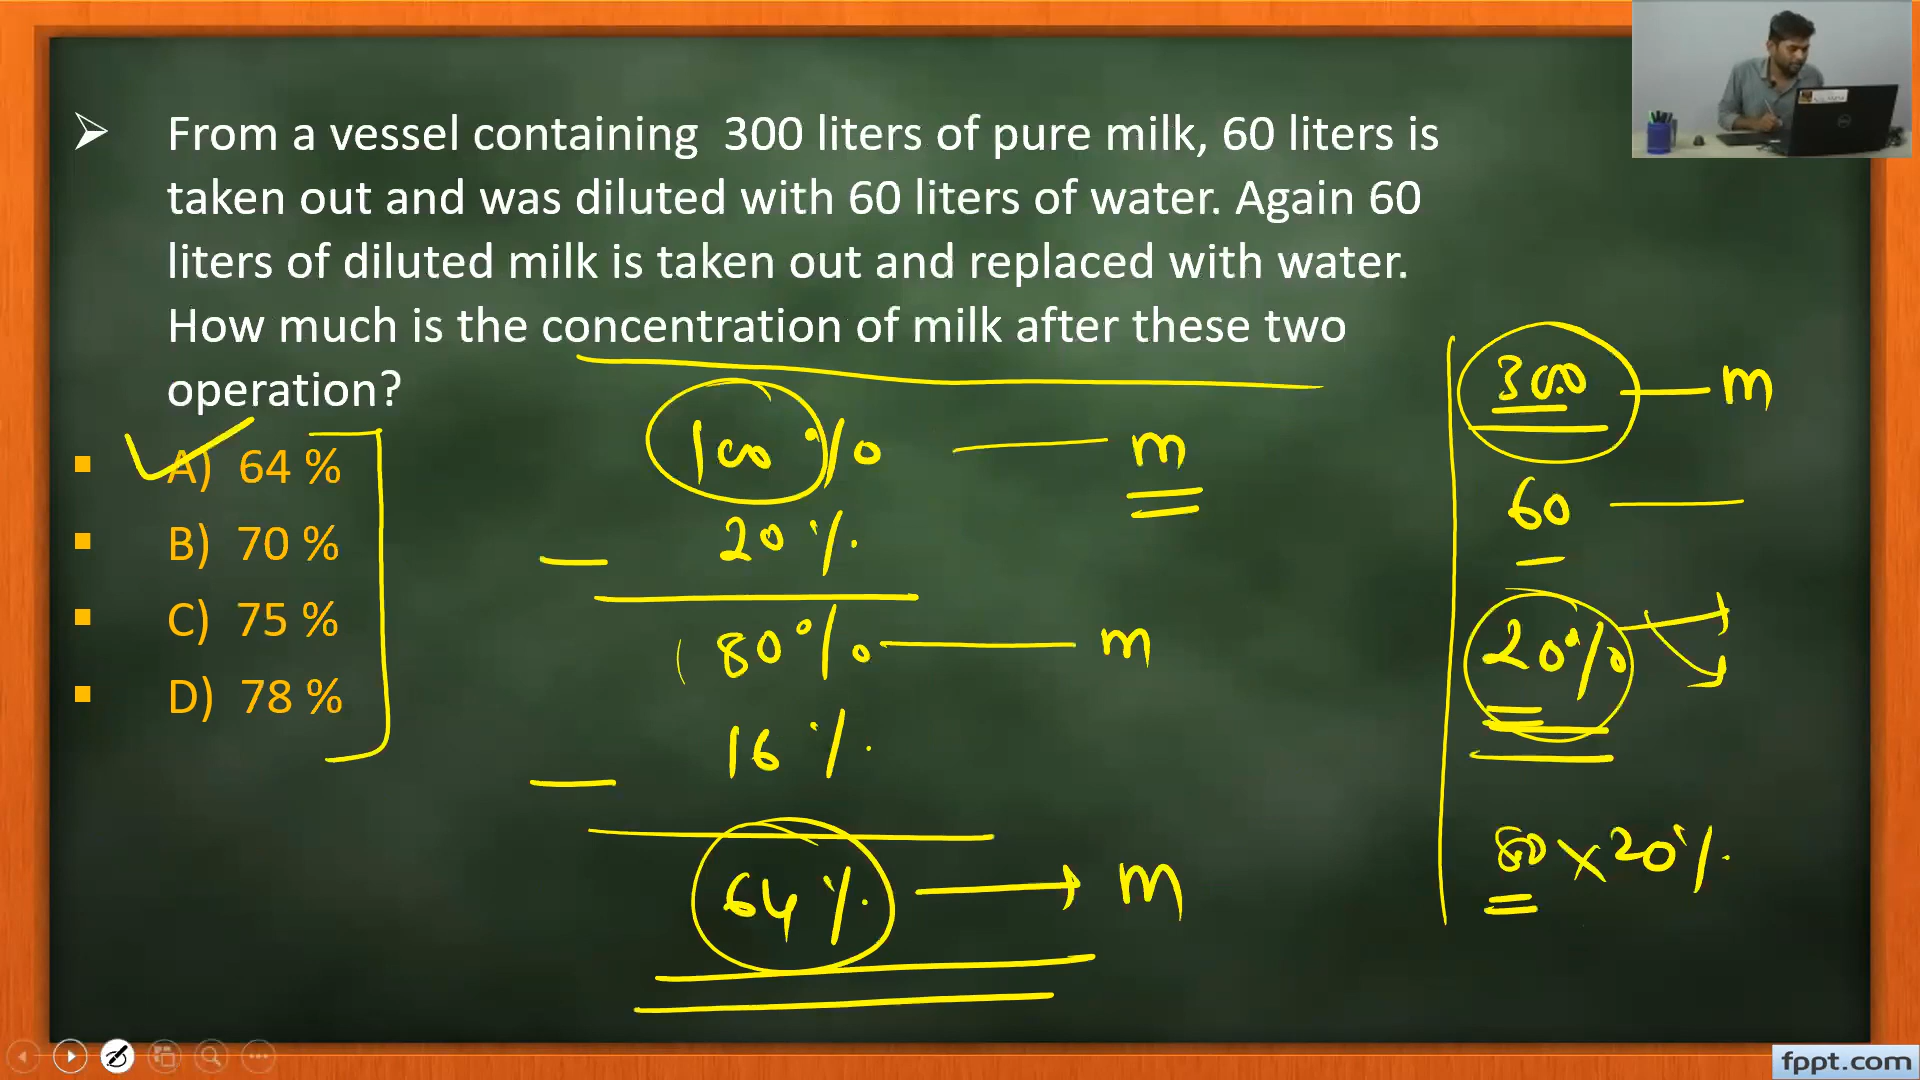 ➢ From a vessel containing 300 liters of pure milk, 60 liters is
taken out and was diluted with 60 liters of water. Again 60
liters of diluted milk is taken out and replaced with water.
How much is the concentration of milk after these two
operation?
▪ A) 64 %
▪ B) 70 %
▪ C) 75 %
▪ D) 78 %
100 % — m
— 20 %
80 % — m
— 16 %
64 % → m
300 — m
60 —
20 %
80 x 20 %
fppt.com